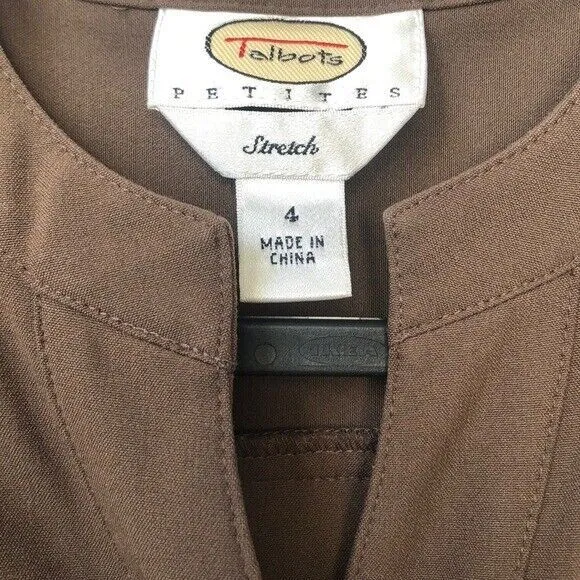 Talbots
PETITES
Stretch
4
MADE IN
CHINA